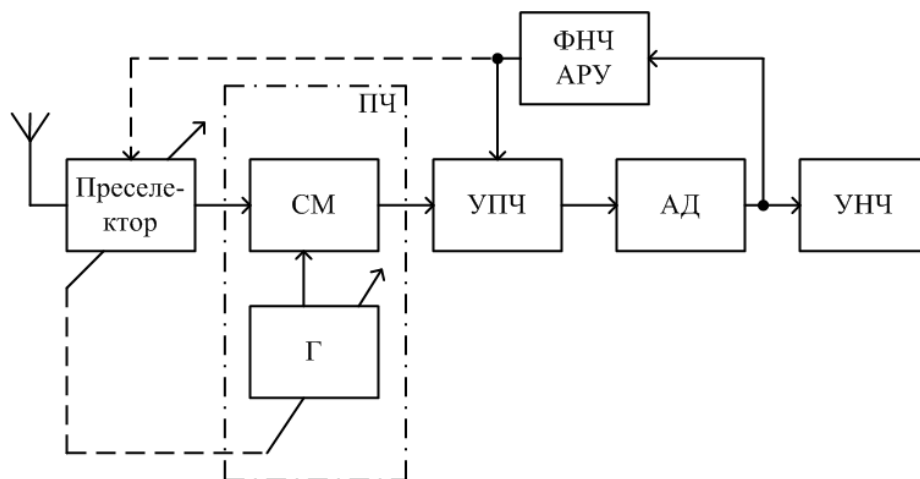 ФНЧ
АРУ
ПЧ
Преселе-
ктор
СМ
УПЧ
АД
УНЧ
Г